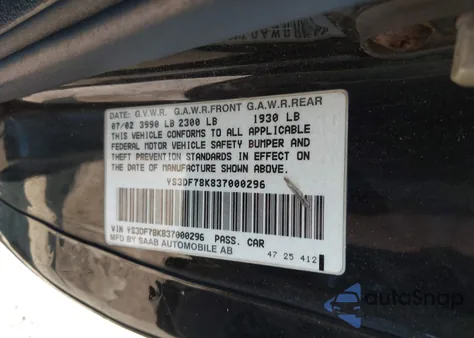 DATE: G.V.W.R. G.A.W.R.FRONT G.A.W.R.REAR
07/02 3990 LB 2300 LB 1930 LB
THIS VEHICLE CONFORMS TO ALL APPLICABLE
FEDERAL MOTOR VEHICLE SAFETY BUMPER AND
THEFT PREVENTION STANDARDS IN EFFECT ON
THE DATE OF MANUFACTURE SHOWN ABOVE.
YS3DF78K837000296
VIN YS3DF78K837000296 PASS. CAR
MFD BY SAAB AUTOMOBILE AB
47 25 412
autoSnap